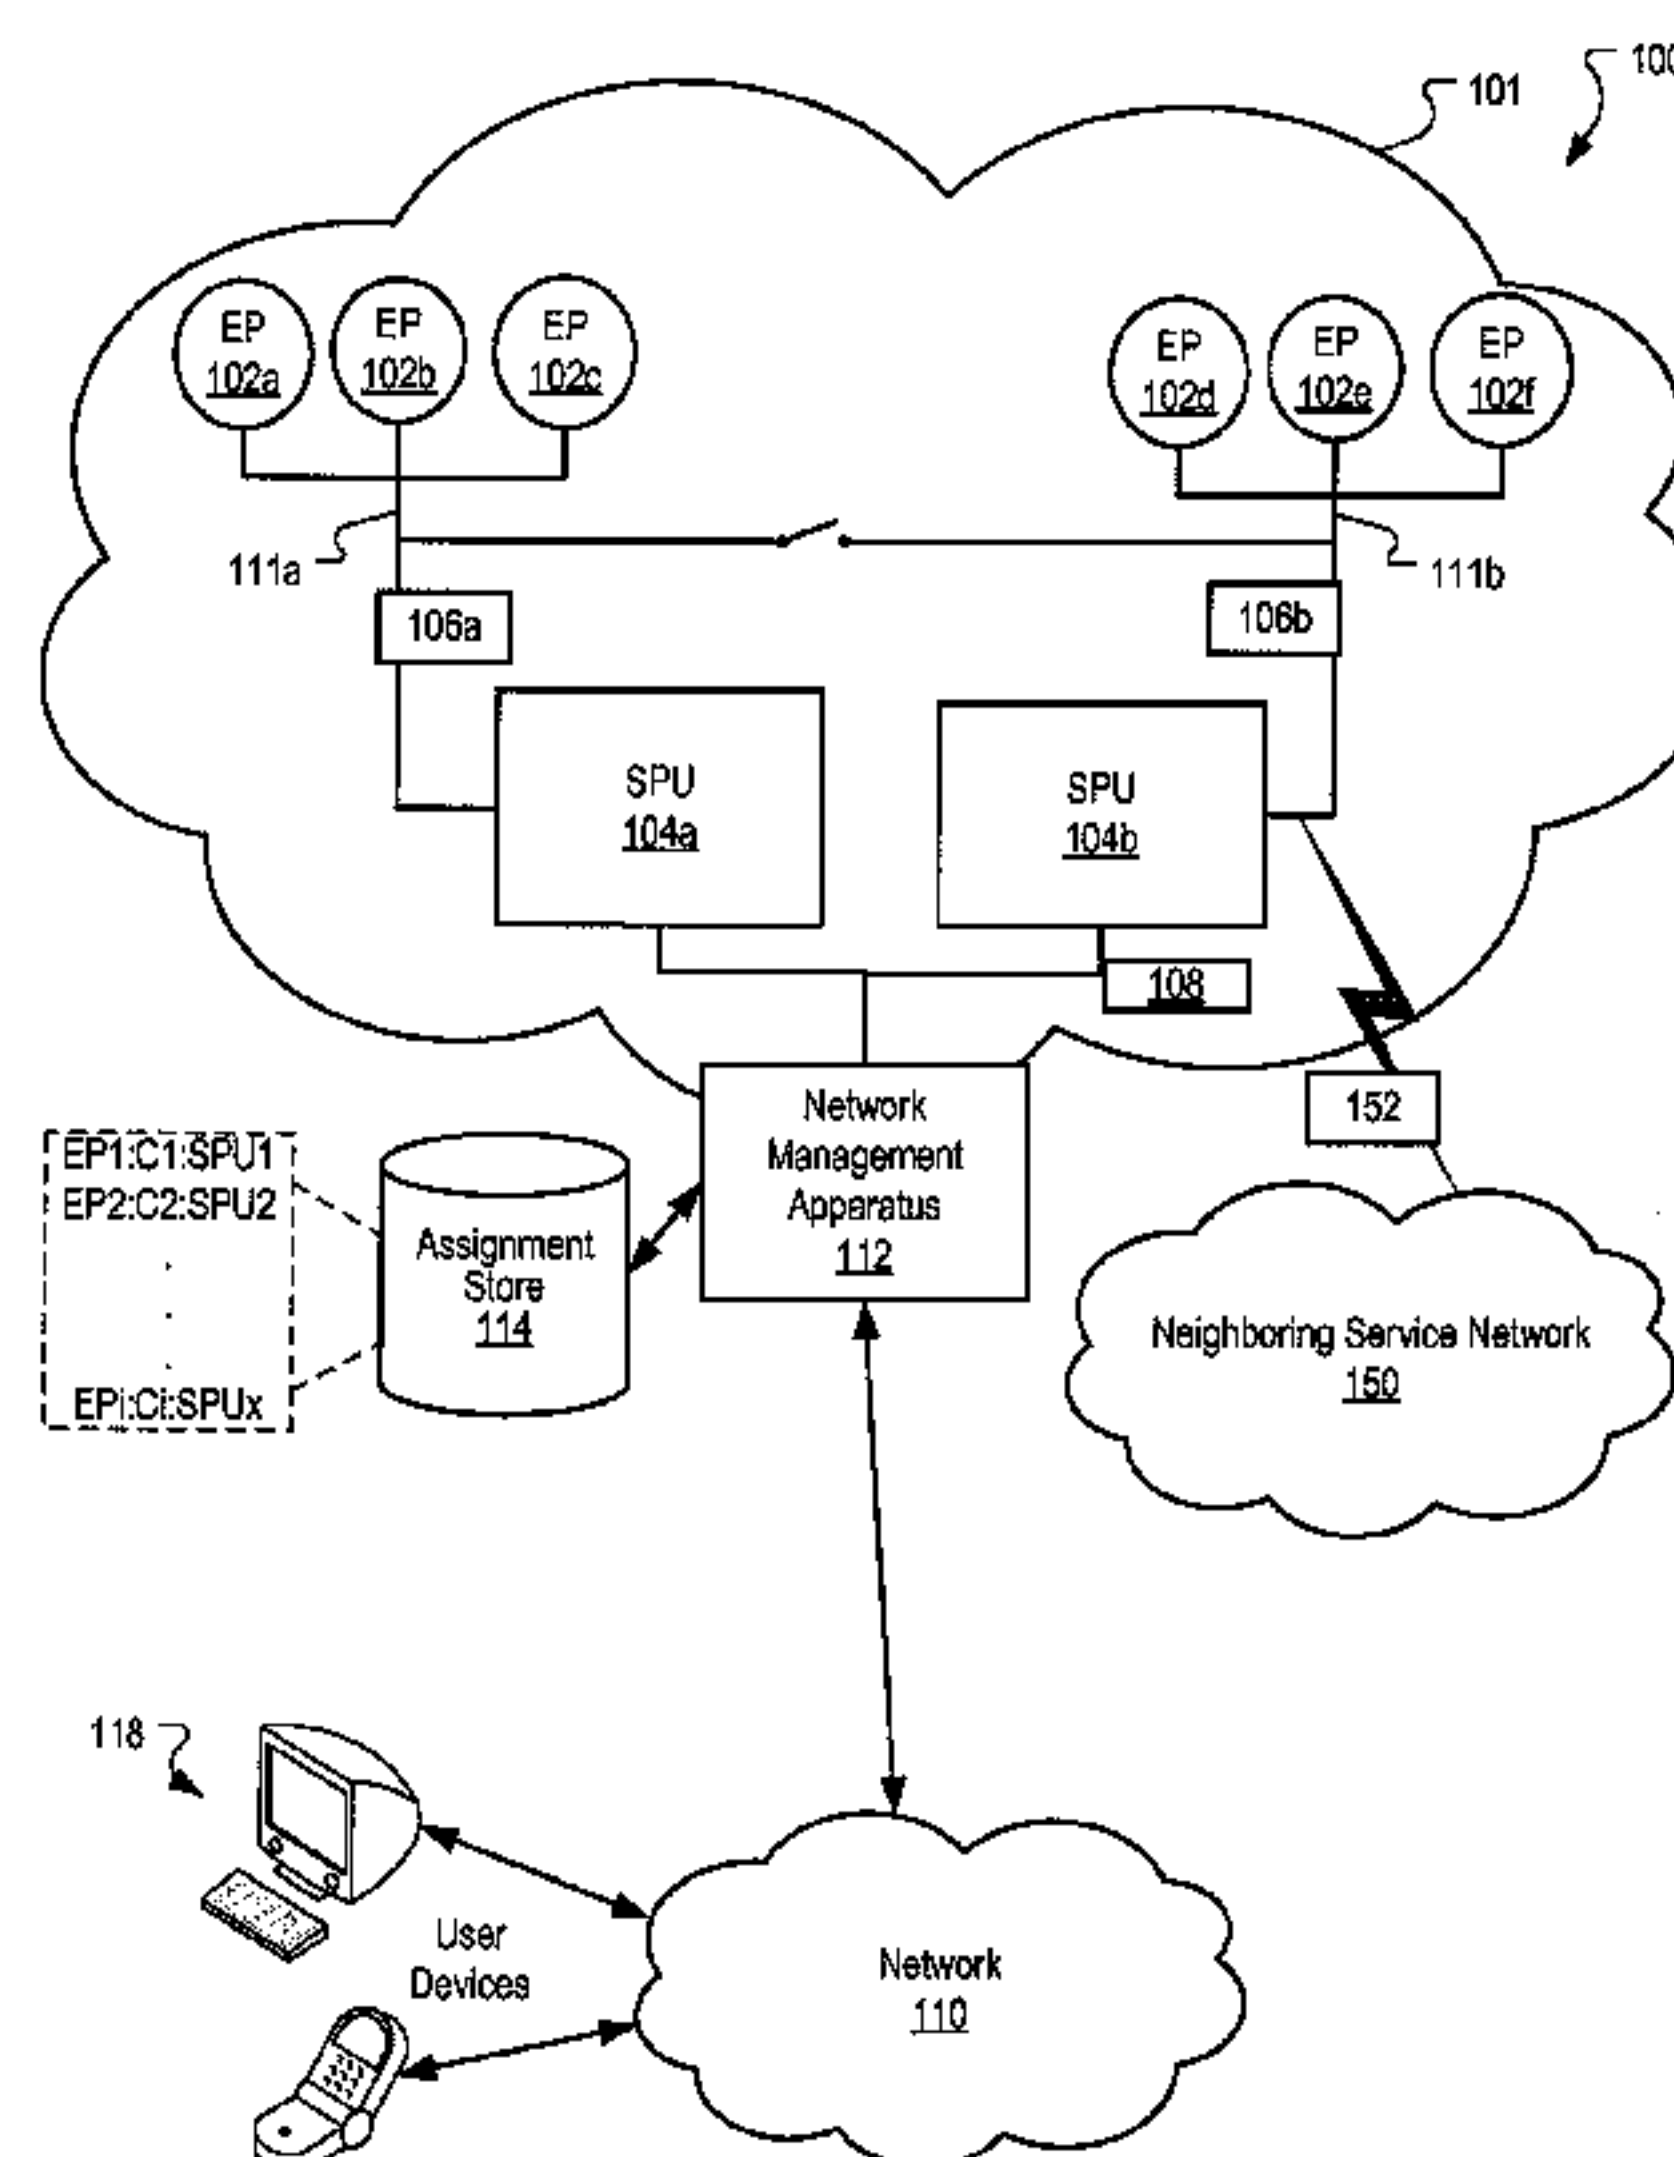 100
101
EP
102a
EP
102b
EP
102c
EP
102d
EP
102e
EP
102f
111a
111b
106a
106b
SPU
104a
SPU
104b
108
Network
Management
Apparatus
112
152
EP1:C1:SPU1
EP2:C2:SPU2
.
.
.
EPi:Ci:SPUx
Assignment
Store
114
Neighboring Service Network
150
118
User
Devices
Network
110